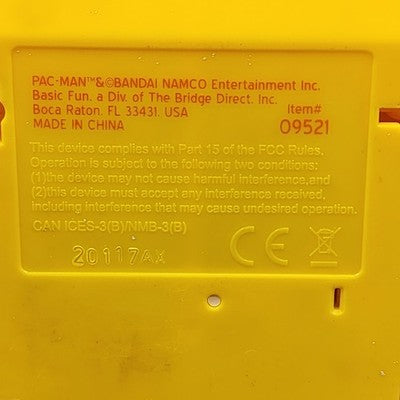 PAC-MAN™&©BANDAI NAMCO Entertainment Inc.
Basic Fun. a Div. of The Bridge Direct. Inc.
Boca Raton. FL 33431. USA
Item#
MADE IN CHINA
09521
This device complies with Part 15 of the FCC Rules.
Operation is subject to the following two conditions:
(1)the device may not cause harmful interference,and
(2)this device must accept any interference received,
including interference that may cause undesired operation.
CAN ICES-3(B)/NMB-3(B)
20117AX
CE